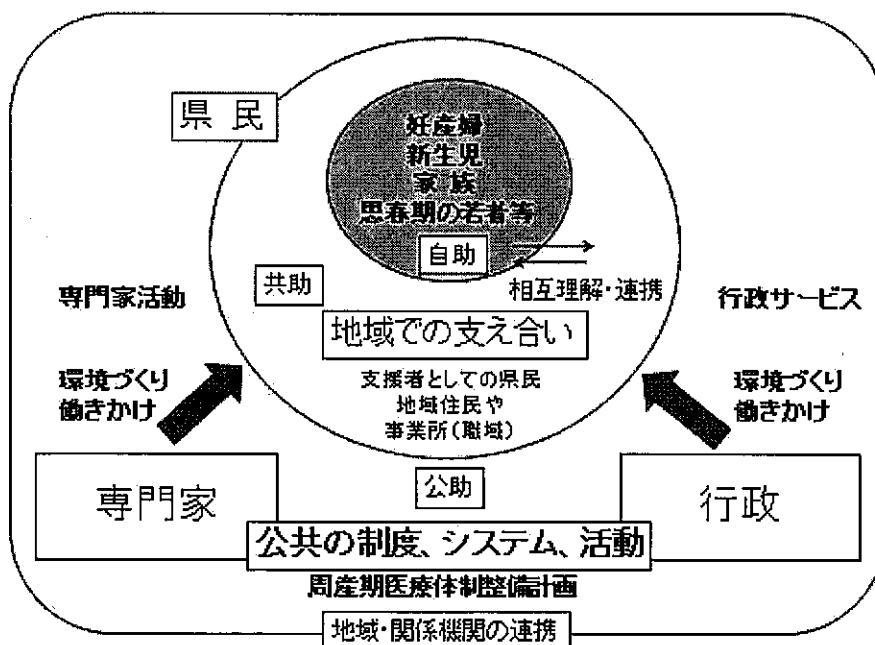 県民
妊産婦
新生児
家族
思春期の若者等
自助
共助
相互理解・連携
専門家活動
行政サービス
地域での支え合い
環境づくり
働きかけ
支援者としての県民
地域住民や
事業所(職域)
環境づくり
働きかけ
専門家
公助
行政
公共の制度、システム、活動
周産期医療体制整備計画
地域・関係機関の連携